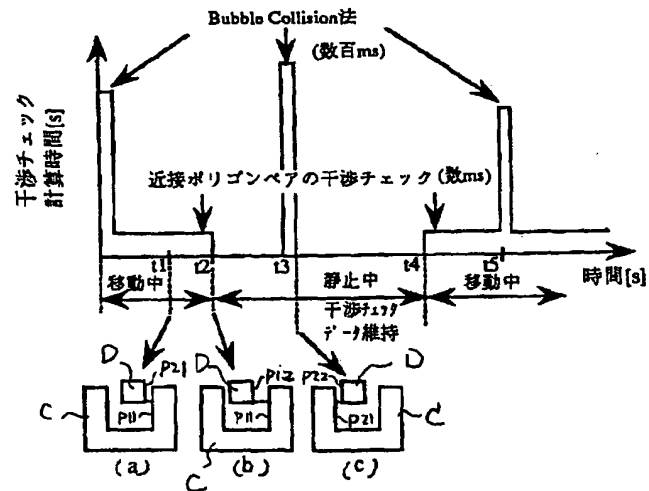 Bubble Collision法
(数百ms)
干渉チェック
計算時間[s]
近接ポリゴンペアの干渉チェック(数ms)
t1 t2 t3 t4 t5
時間[s]
移動中 静止中 移動中
干渉チェック
データ維持
D P21 D P12 P22 D
C P11 P11 P21 C
(a) (b) (c)
C